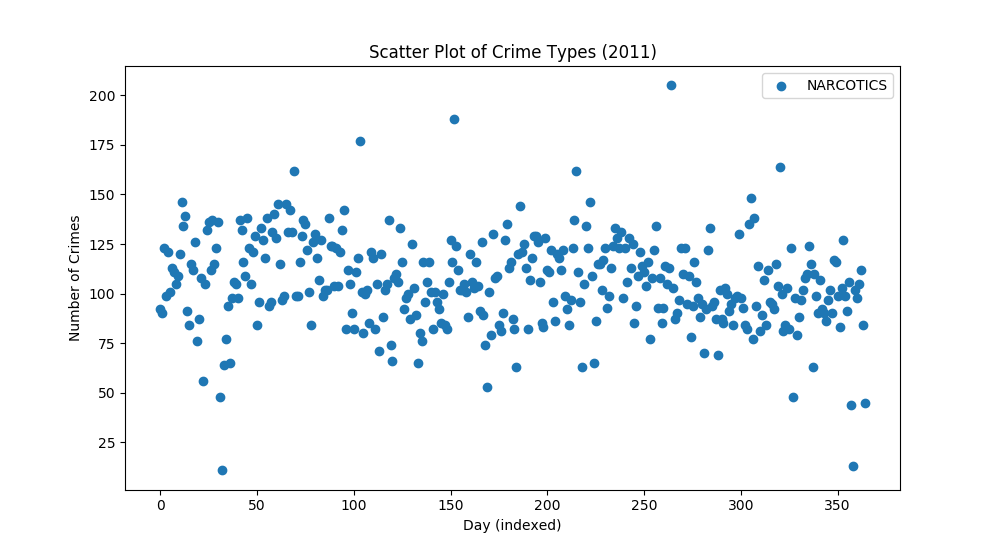 Scatter Plot of Crime Types (2011)
NARCOTICS
200
175
150
125
100
75
50
25
Number of Crimes
0 50 100 150 200 250 300 350
Day (indexed)